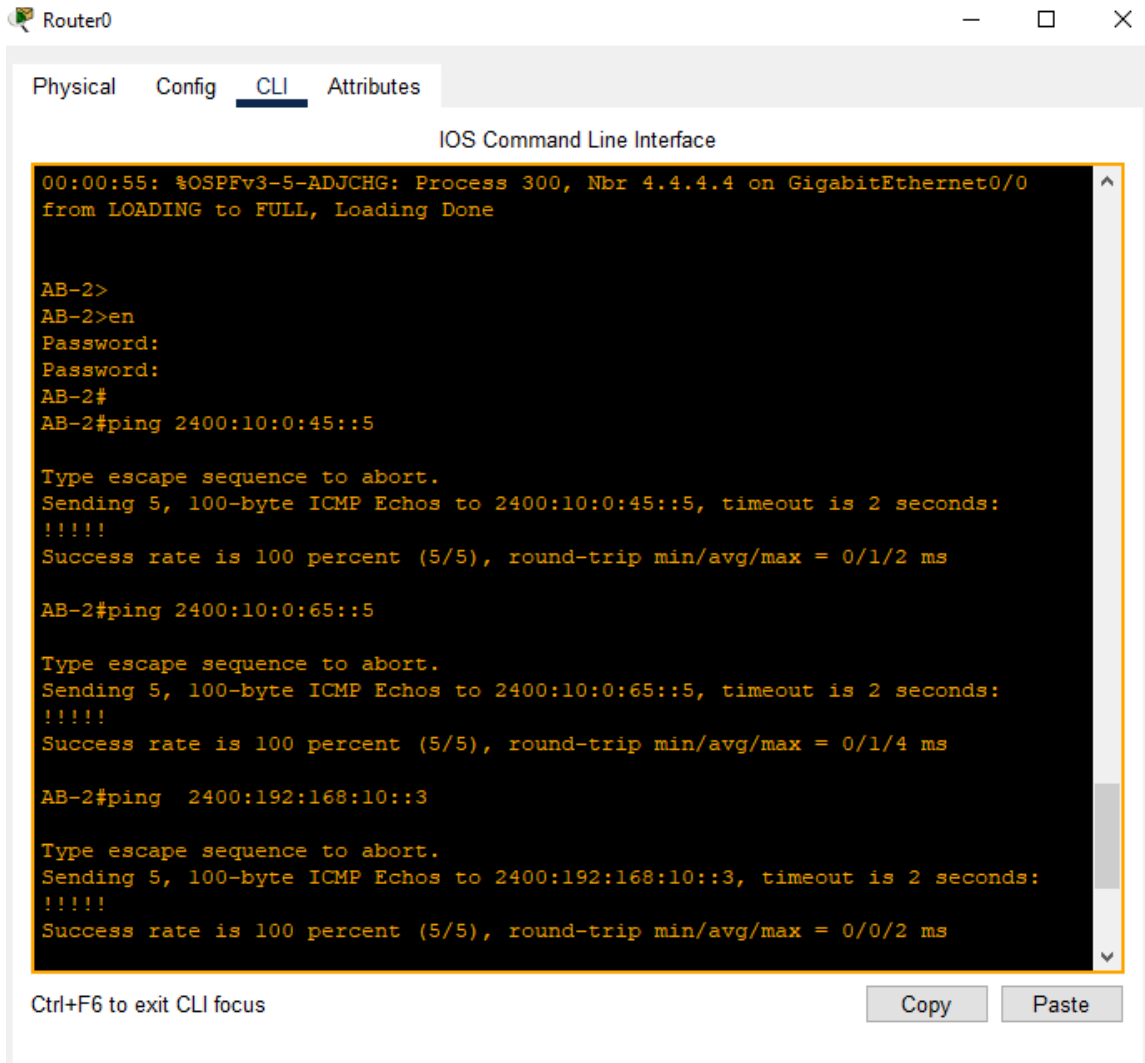 Router0
Physical Config CLI Attributes
IOS Command Line Interface
00:00:55: %OSPFv3-5-ADJCHG: Process 300, Nbr 4.4.4.4 on GigabitEthernet0/0
from LOADING to FULL, Loading Done
AB-2>
AB-2>en
Password:
Password:
AB-2#
AB-2#ping 2400:10:0:45::5
Type escape sequence to abort.
Sending 5, 100-byte ICMP Echos to 2400:10:0:45::5, timeout is 2 seconds:
!!!!!
Success rate is 100 percent (5/5), round-trip min/avg/max = 0/1/2 ms
AB-2#ping 2400:10:0:65::5
Type escape sequence to abort.
Sending 5, 100-byte ICMP Echos to 2400:10:0:65::5, timeout is 2 seconds:
!!!!!
Success rate is 100 percent (5/5), round-trip min/avg/max = 0/1/4 ms
AB-2#ping  2400:192:168:10::3
Type escape sequence to abort.
Sending 5, 100-byte ICMP Echos to 2400:192:168:10::3, timeout is 2 seconds:
!!!!!
Success rate is 100 percent (5/5), round-trip min/avg/max = 0/0/2 ms
Ctrl+F6 to exit CLI focus
Copy Paste